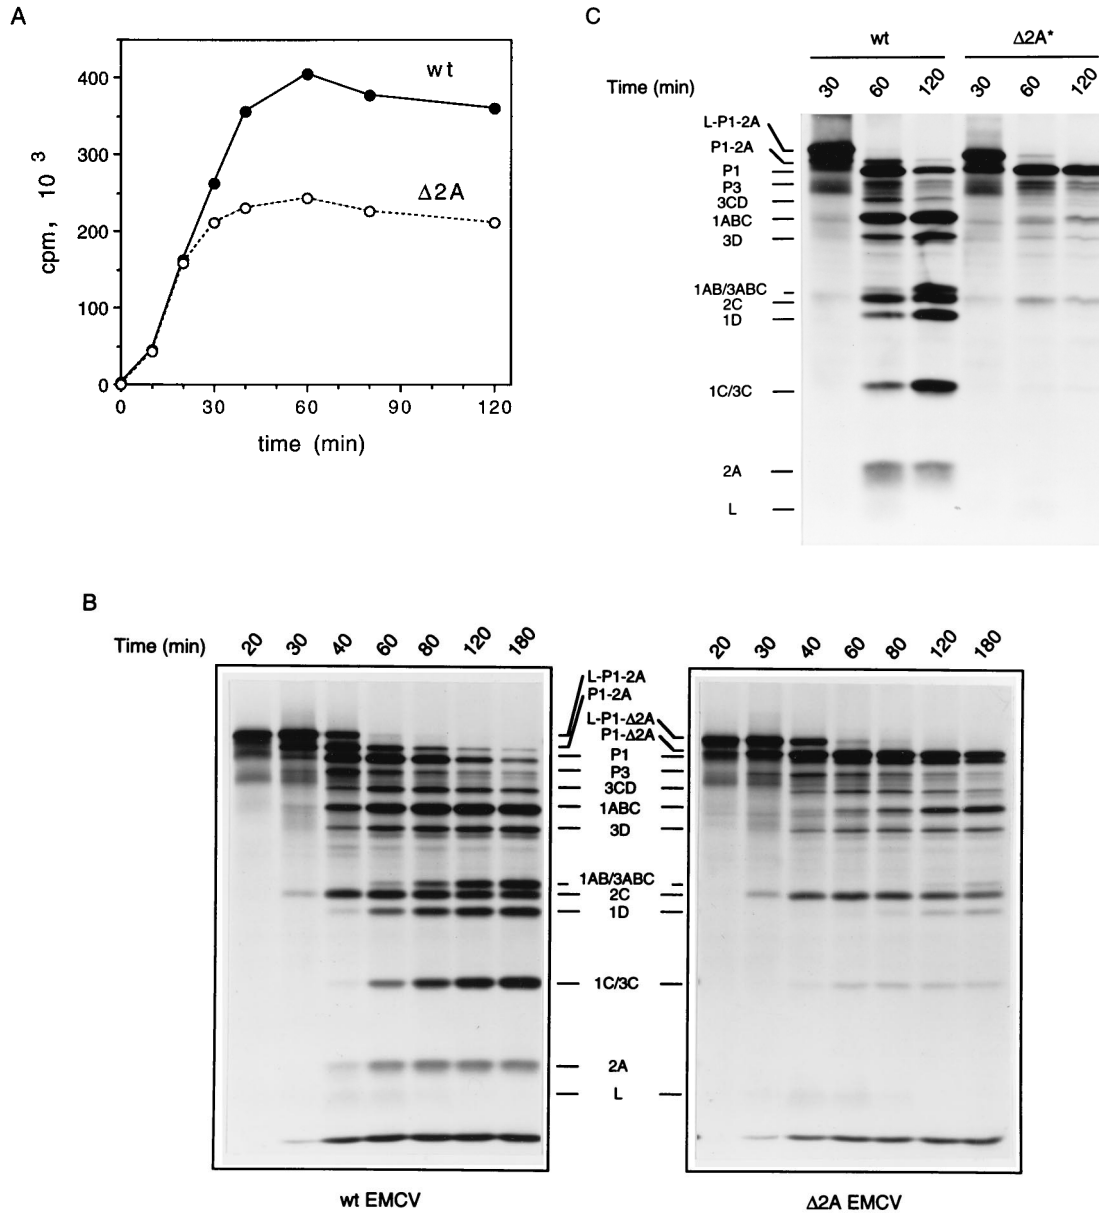 A
cpm, 10 3
400
300
200
100
0
wt
Δ2A
0 30 60 90 120
time (min)
C
wt Δ2A*
Time (min) 30 60 120 30 60 120
L-P1-2A
P1-2A
P1
P3
3CD
1ABC
3D
1AB/3ABC
2C
1D
1C/3C
2A
L
B
Time (min) 20 30 40 60 80 120 180
Time (min) 20 30 40 60 80 120 180
L-P1-2A
P1-2A
L-P1-Δ2A
P1-Δ2A
P1
P3
3CD
1ABC
3D
1AB/3ABC
2C
1D
1C/3C
2A
L
wt EMCV
Δ2A EMCV